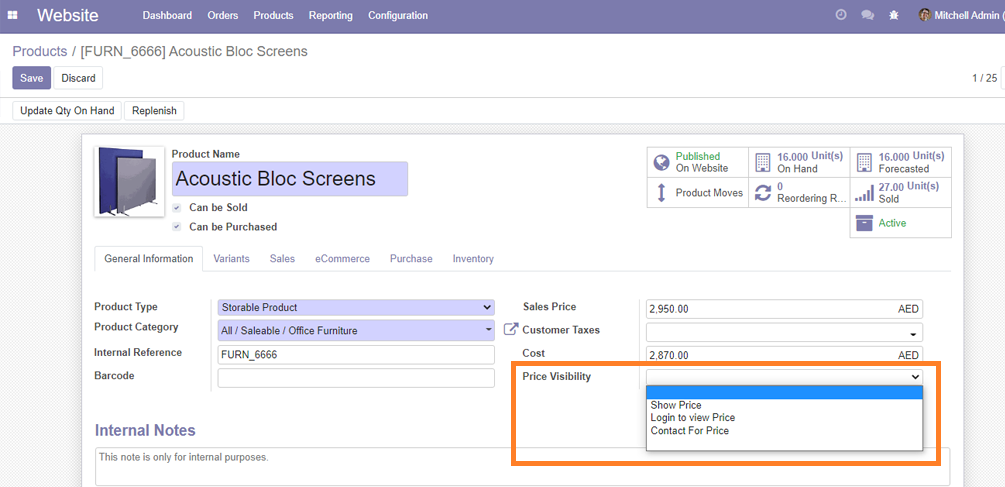 Website Dashboard Orders Products Reporting Configuration Mitchell Admin (
Products / [FURN_6666] Acoustic Bloc Screens
Save Discard 1 / 25
Update Qty On Hand Replenish
Product Name
Acoustic Bloc Screens
Can be Sold
Can be Purchased
Published
On Website
16.000 Unit(s)
On Hand
16.000 Unit(s)
Forecasted
Product Moves
0
Reordering R...
27.00 Unit(s)
Sold
Active
General Information Variants Sales eCommerce Purchase Inventory
Product Type Storable Product
Product Category All / Saleable / Office Furniture
Internal Reference FURN_6666
Barcode
Sales Price 2,950.00 AED
Customer Taxes
Cost 2,870.00 AED
Price Visibility
Show Price
Login to view Price
Contact For Price
Internal Notes
This note is only for internal purposes.